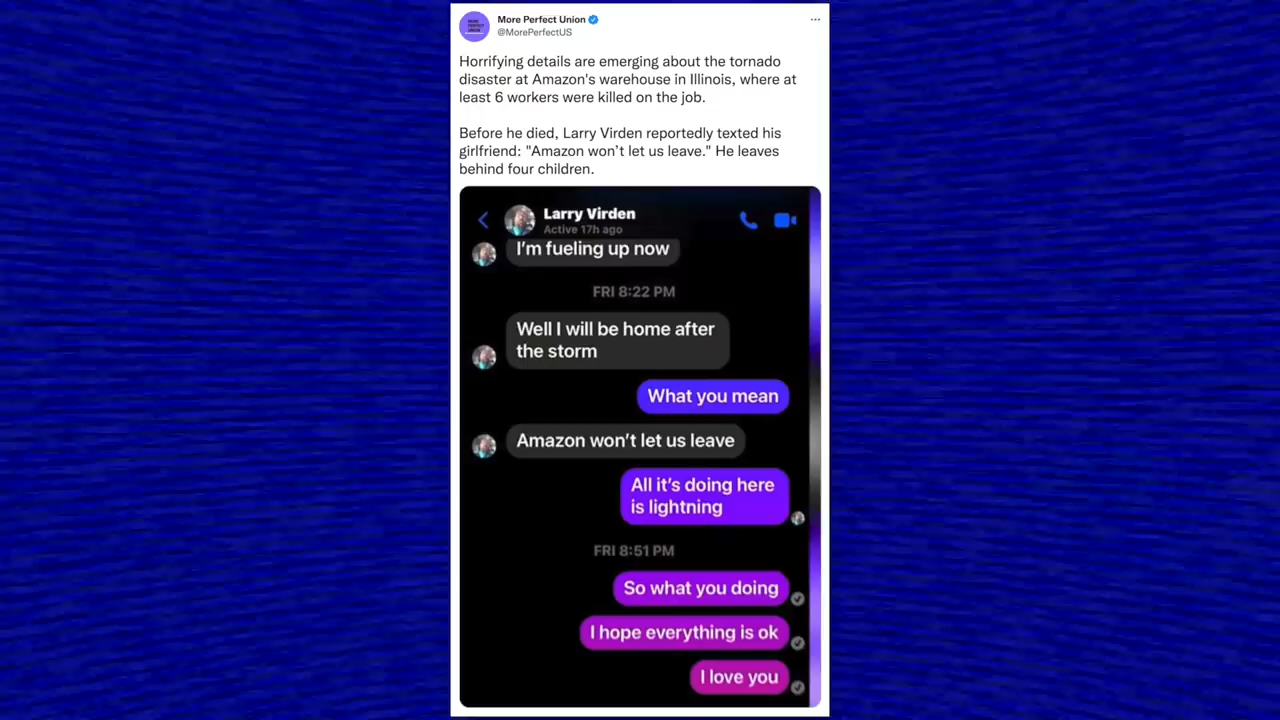 More Perfect Union
@MorePerfectUS
Horrifying details are emerging about the tornado
disaster at Amazon's warehouse in Illinois, where at
least 6 workers were killed on the job.
Before he died, Larry Virden reportedly texted his
girlfriend: "Amazon won’t let us leave." He leaves
behind four children.
Larry Virden
Active 17h ago
I’m fueling up now
FRI 8:22 PM
Well I will be home after
the storm
What you mean
Amazon won’t let us leave
All it’s doing here
is lightning
FRI 8:51 PM
So what you doing
I hope everything is ok
I love you